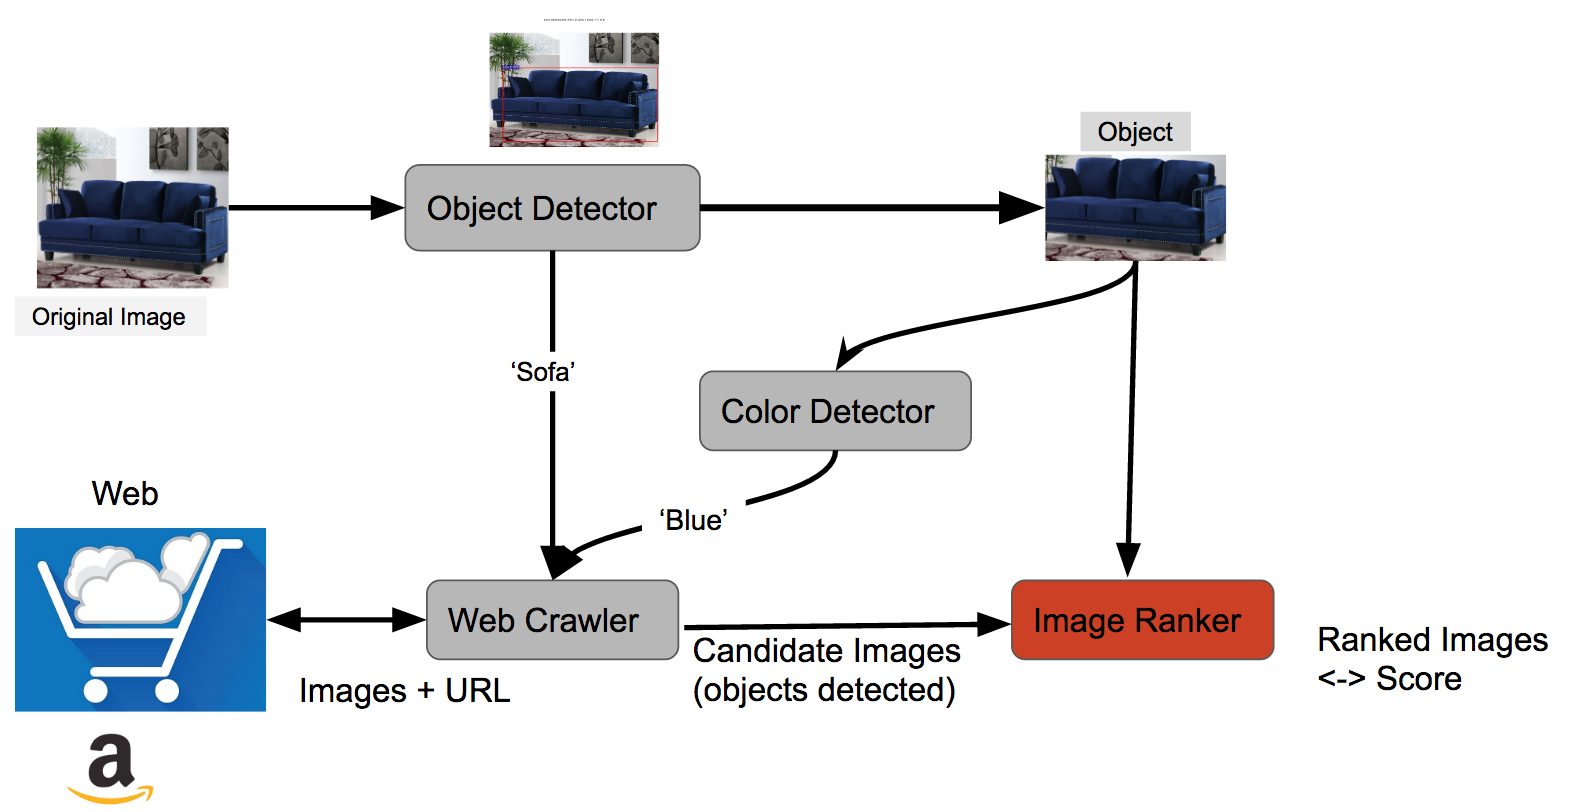 Object
Object Detector
Original Image
‘Sofa’
Color Detector
Web
‘Blue’
Web Crawler
Image Ranker
Candidate Images
(objects detected)
Ranked Images
<-> Score
Images + URL
a